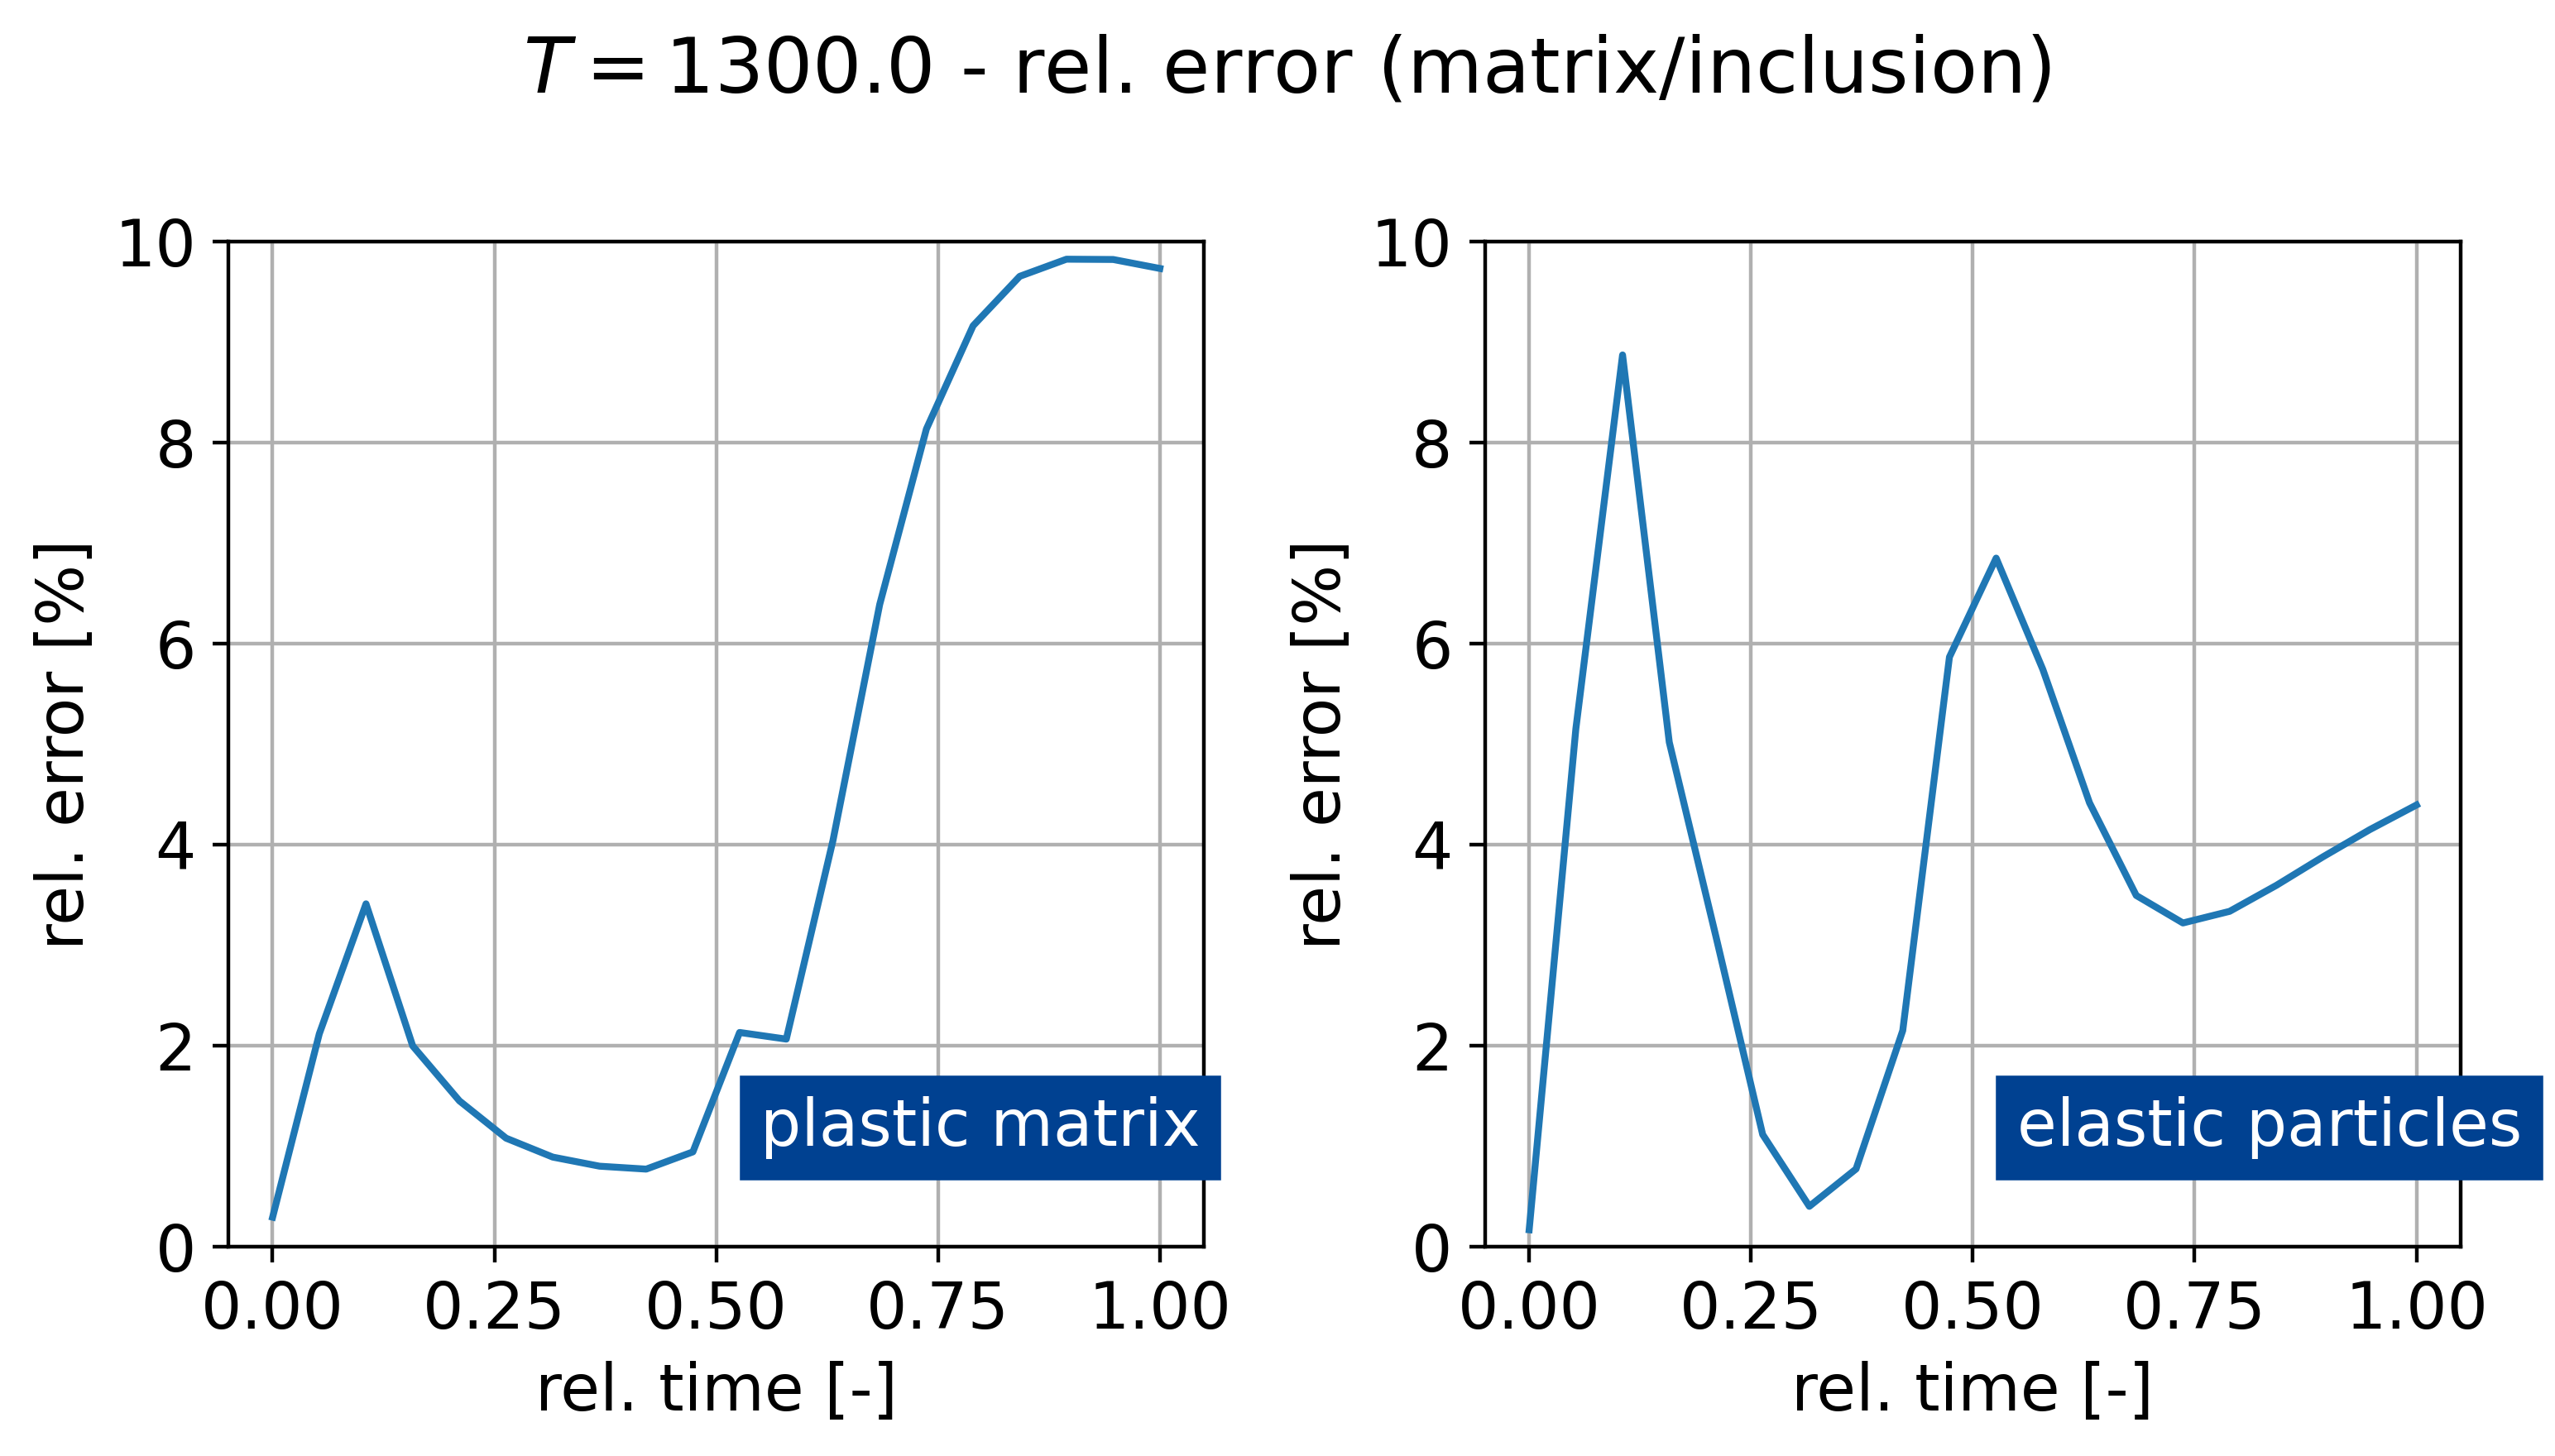 T = 1300.0 - rel. error (matrix/inclusion)
rel. error [%]
10
8
6
4
2
0
plastic matrix
0.00 0.25 0.50 0.75 1.00
rel. time [-]
rel. error [%]
10
8
6
4
2
0
elastic particles
0.00 0.25 0.50 0.75 1.00
rel. time [-]